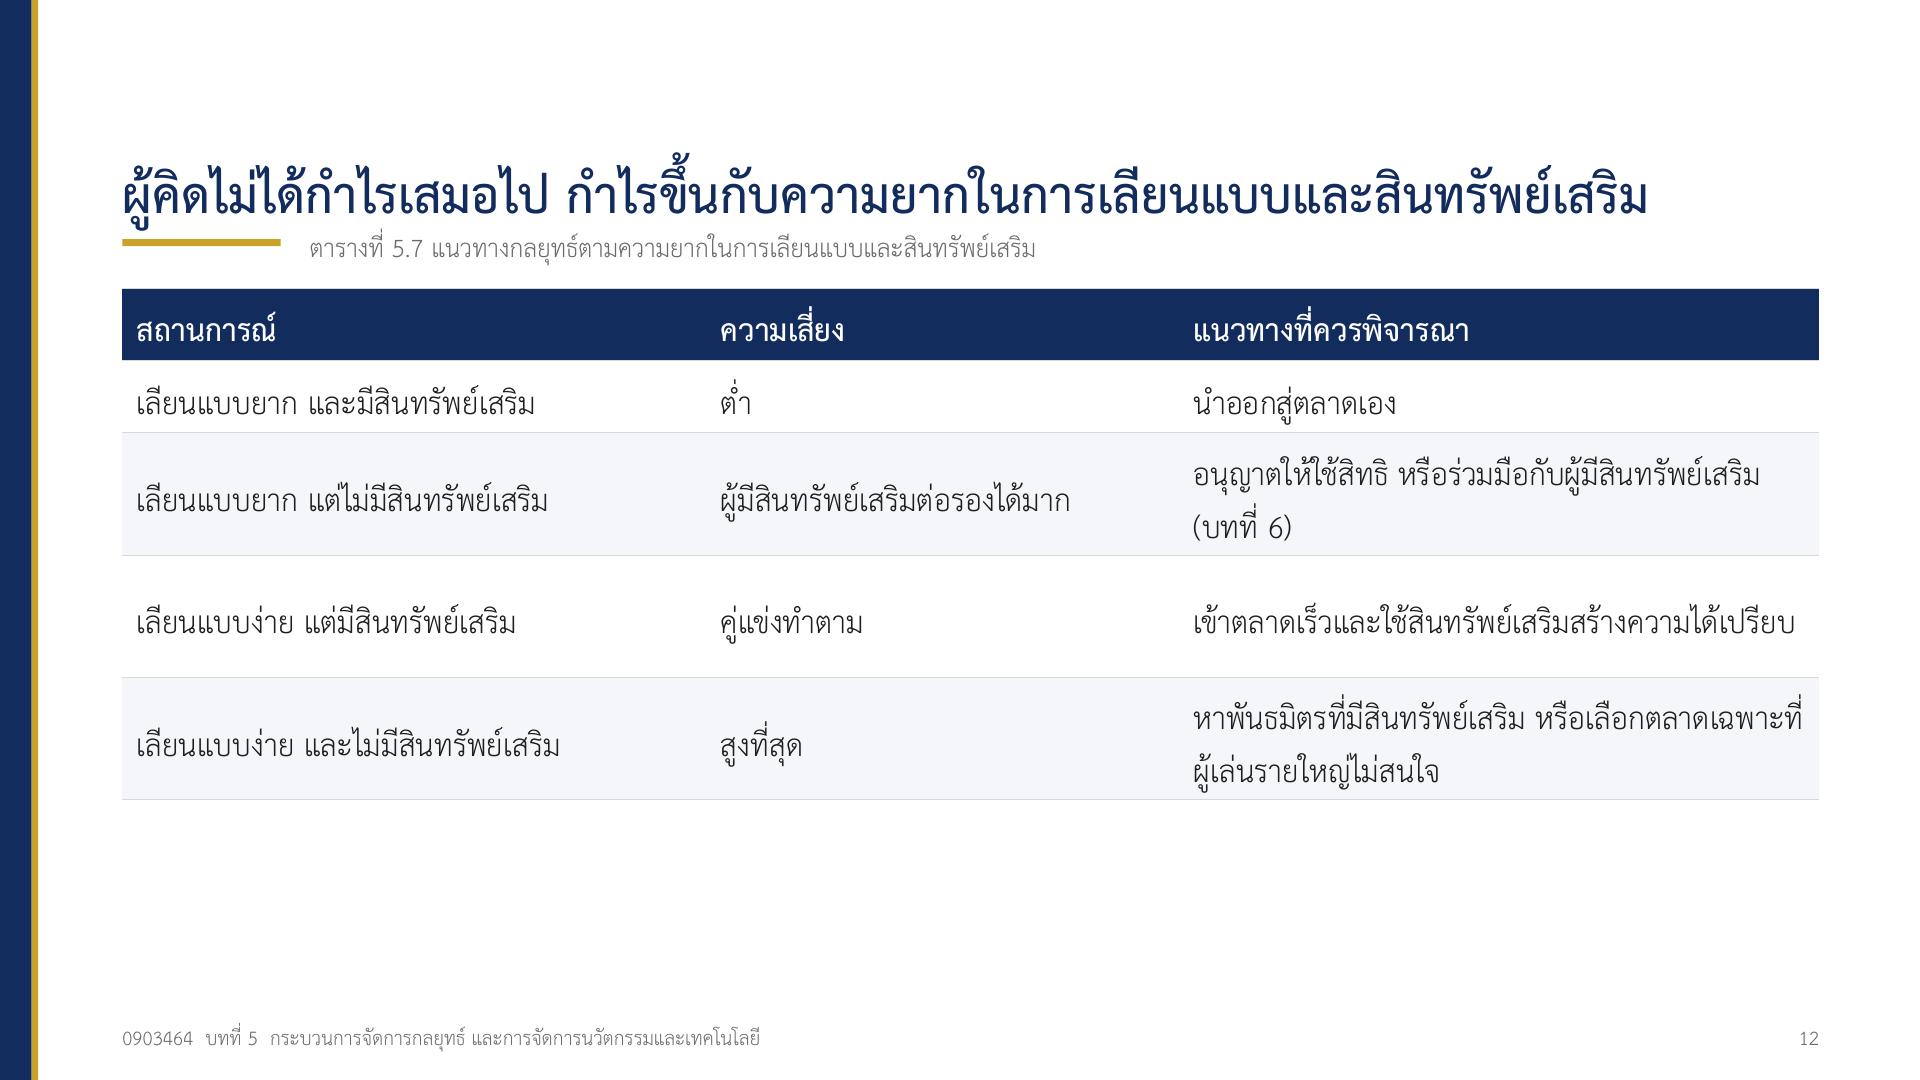 ผู้คิดไม่ได้กำไรเสมอไป กำไรขึ้นกับความยากในการเลียนแบบและสินทรัพย์เสริม
ตารางที่ 5.7 แนวทางกลยุทธ์ตามความยากในการเลียนแบบและสินทรัพย์เสริม
สถานการณ์ ความเสี่ยง แนวทางที่ควรพิจารณา
เลียนแบบยาก และมีสินทรัพย์เสริม ต่ำ นำออกสู่ตลาดเอง
เลียนแบบยาก แต่ไม่มีสินทรัพย์เสริม ผู้มีสินทรัพย์เสริมต่อรองได้มาก อนุญาตให้ใช้สิทธิ หรือร่วมมือกับผู้มีสินทรัพย์เสริม
(บทที่ 6)
เลียนแบบง่าย แต่มีสินทรัพย์เสริม คู่แข่งทำตาม เข้าตลาดเร็วและใช้สินทรัพย์เสริมสร้างความได้เปรียบ
เลียนแบบง่าย และไม่มีสินทรัพย์เสริม สูงที่สุด หาพันธมิตรที่มีสินทรัพย์เสริม หรือเลือกตลาดเฉพาะที่
ผู้เล่นรายใหญ่ไม่สนใจ
0903464 บทที่ 5 กระบวนการจัดการกลยุทธ์ และการจัดการนวัตกรรมและเทคโนโลยี 12